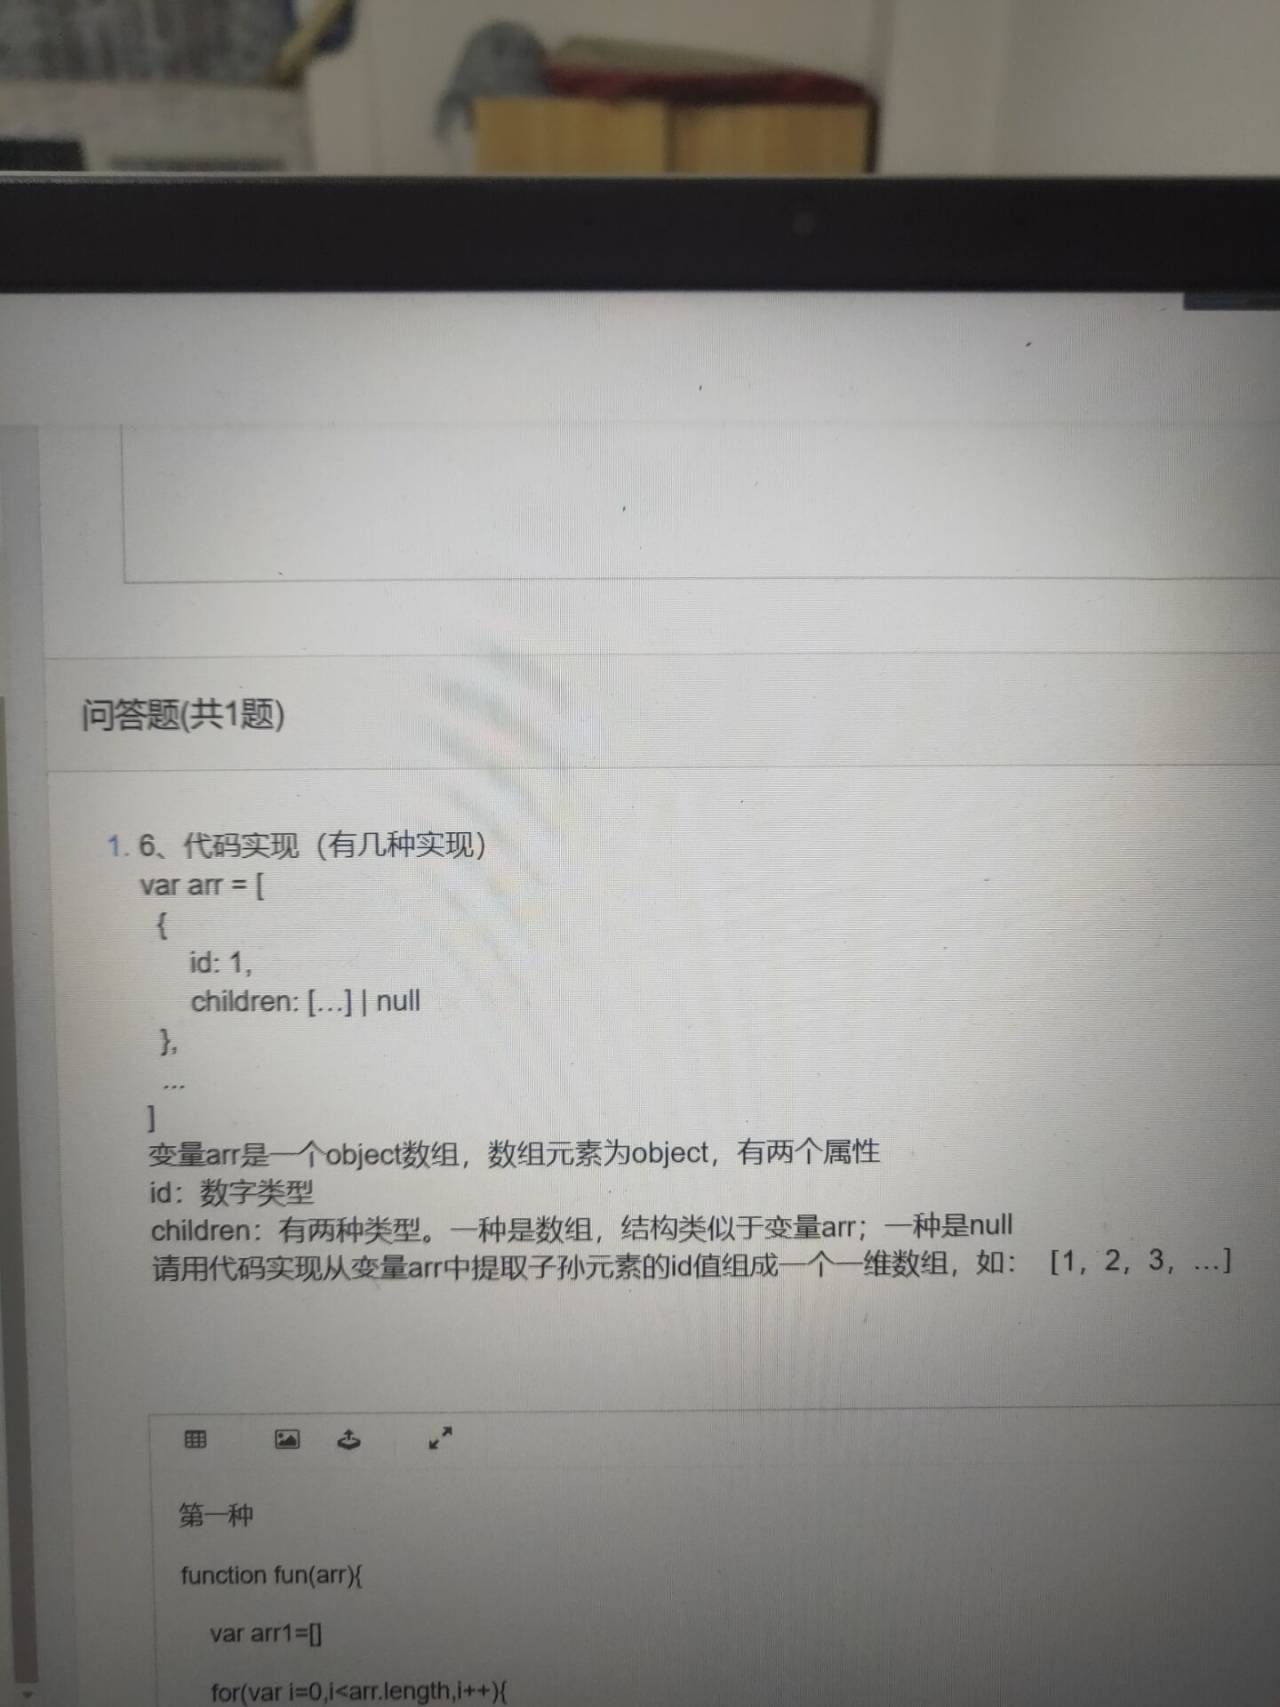 问答题(共1题)
1. 6、代码实现（有几种实现）
var arr = [
{
id: 1,
children: [...] | null
},
...
]
变量arr是一个object数组，数组元素为object，有两个属性
id：数字类型
children：有两种类型。一种是数组，结构类似于变量arr；一种是null
请用代码实现从变量arr中提取子孙元素的id值组成一个一维数组，如： [1，2，3，...]
第一种
function fun(arr){
var arr1=[]
for(var i=0,i<arr.length,i++){